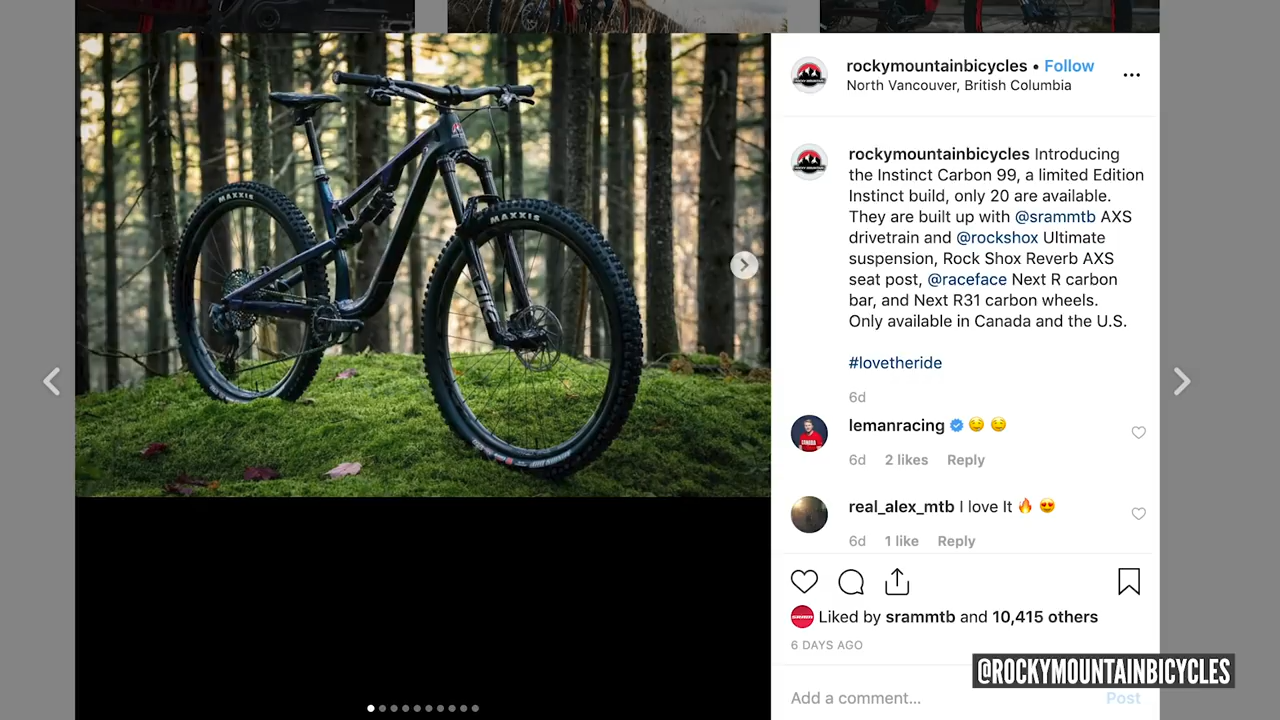 MAXXIS
MAXXIS
rockymountainbicycles • Follow
North Vancouver, British Columbia
rockymountainbicycles Introducing
the Instinct Carbon 99, a limited Edition
Instinct build, only 20 are available.
They are built up with @srammtb AXS
drivetrain and @rockshox Ultimate
suspension, Rock Shox Reverb AXS
seat post, @raceface Next R carbon
bar, and Next R31 carbon wheels.
Only available in Canada and the U.S.
#lovetheride
6d
lemanracing 😌 😌
6d 2 likes Reply
real_alex_mtb I love It 🔥 😍
6d 1 like Reply
Liked by srammtb and 10,415 others
6 DAYS AGO
@ROCKYMOUNTAINBICYCLES
Add a comment... Post